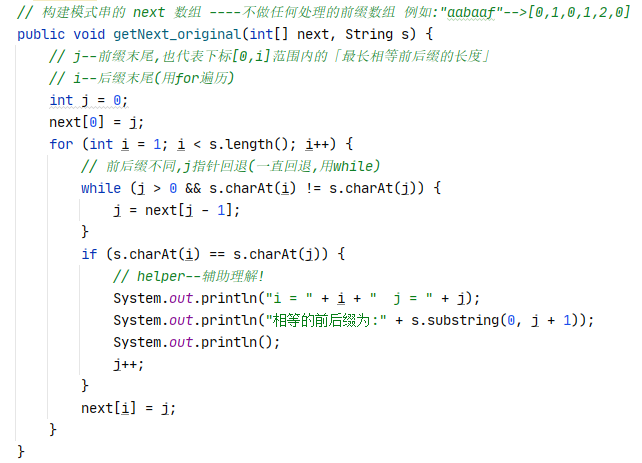 // 构建模式串的 next 数组 ----不做任何处理的前缀数组 例如:"aabaaf"-->[0,1,0,1,2,0]
public void getNext_original(int[] next, String s) {
    // j--前缀末尾,也代表下标[0,i]范围内的「最长相等前后缀的长度」
    // i--后缀末尾(用for遍历)
    int j = 0;
    next[0] = j;
    for (int i = 1; i < s.length(); i++) {
        // 前后缀不同,j指针回退(一直回退,用while)
        while (j > 0 && s.charAt(i) != s.charAt(j)) {
            j = next[j - 1];
        }
        if (s.charAt(i) == s.charAt(j)) {
            // helper--辅助理解!
            System.out.println("i = " + i + "  j = " + j);
            System.out.println("相等的前后缀为:" + s.substring(0, j + 1));
            System.out.println();
            j++;
        }
        next[i] = j;
    }
}